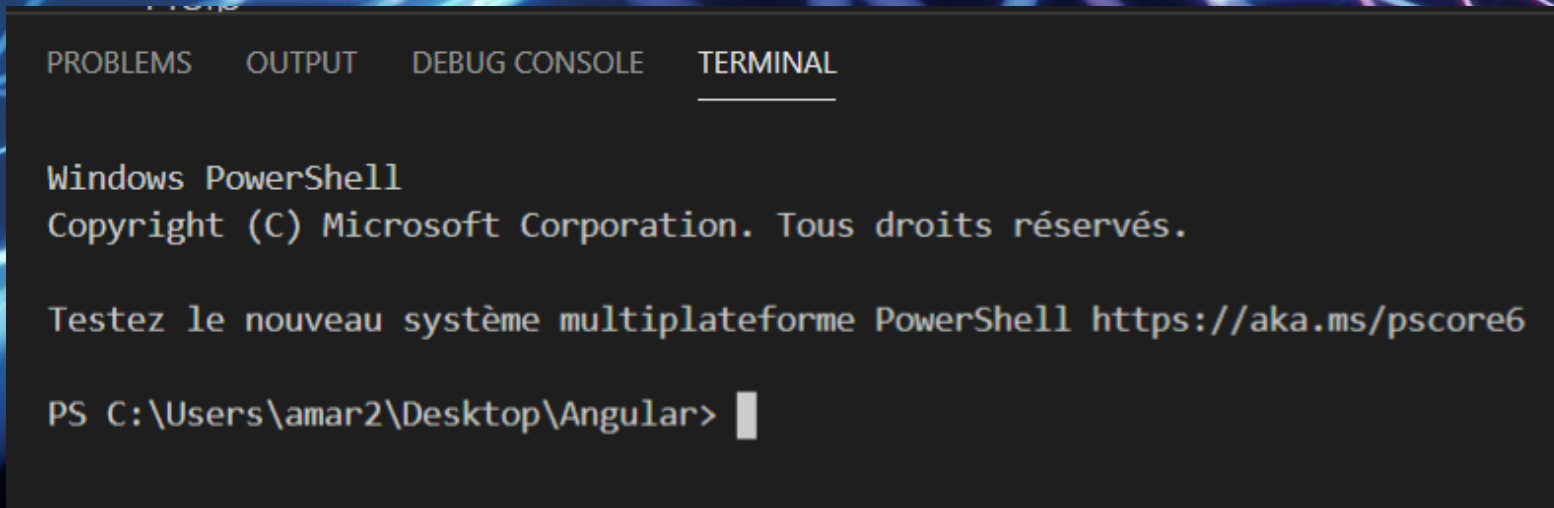 PROBLEMS OUTPUT DEBUG CONSOLE TERMINAL
Windows PowerShell
Copyright (C) Microsoft Corporation. Tous droits réservés.
Testez le nouveau système multiplateforme PowerShell https://aka.ms/pscore6
PS C:\Users\amar2\Desktop\Angular>